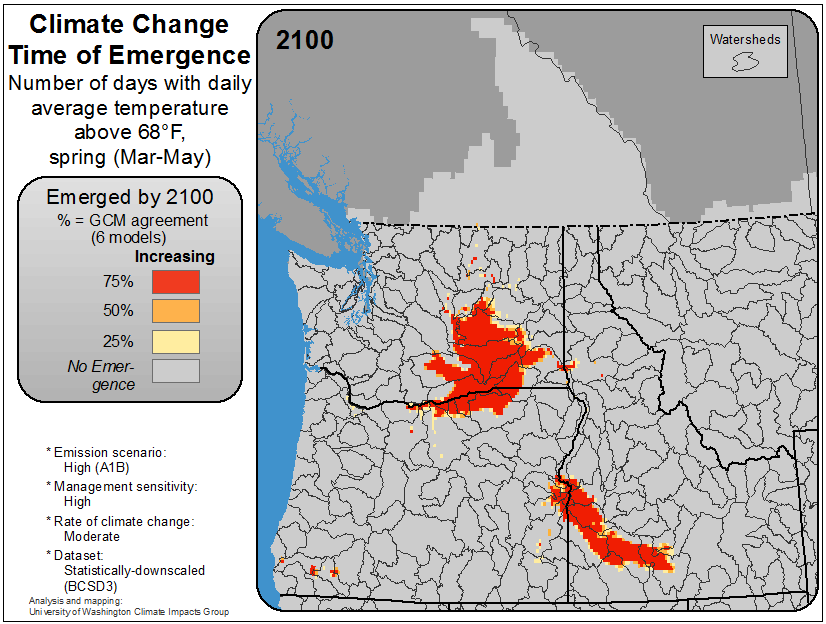 Climate Change
Time of Emergence
Number of days with daily
average temperature
above 68°F,
spring (Mar-May)
Emerged by 2100
% = GCM agreement
(6 models)
Increasing
75%
50%
25%
No Emer-
gence
* Emission scenario:
High (A1B)
* Management sensitivity:
High
* Rate of climate change:
Moderate
* Dataset:
Statistically-downscaled
(BCSD3)
Analysis and mapping:
University of Washington Climate Impacts Group
2100
Watersheds